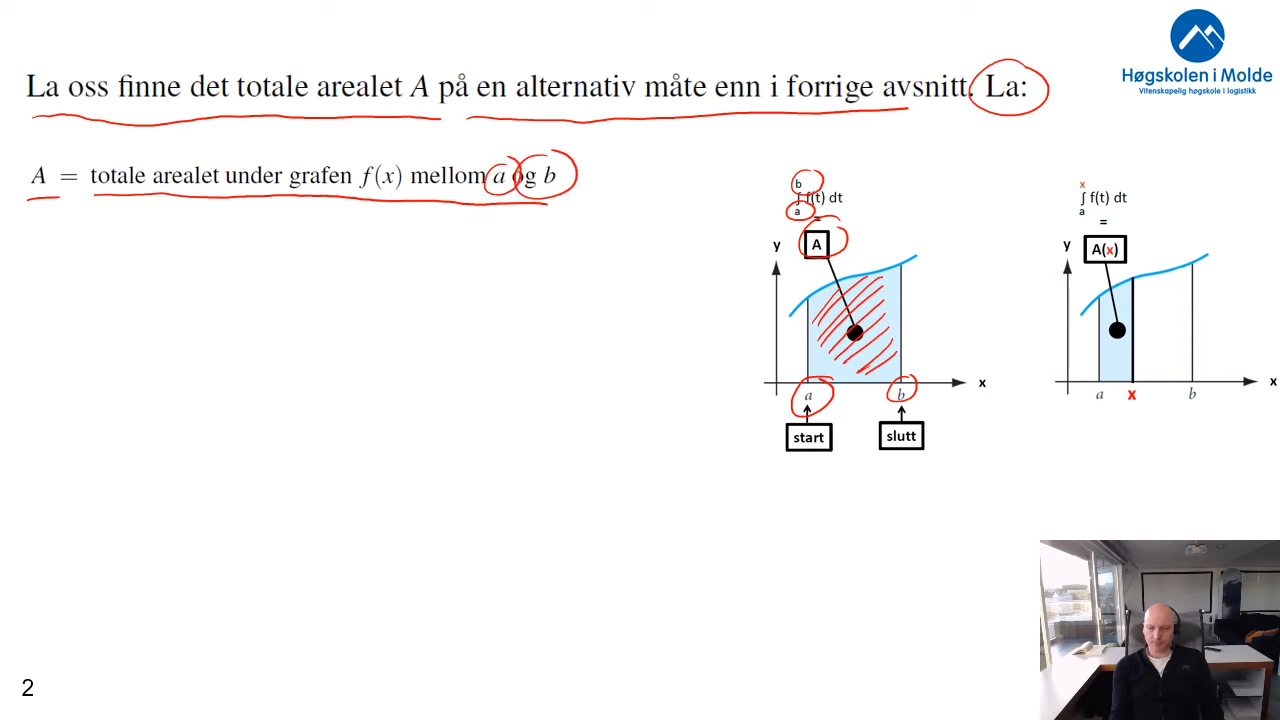 Høgskolen i Molde
Vitenskapelig høgskole i logistikk
La oss finne det totale arealet A på en alternativ måte enn i forrige avsnitt. La:
A = totale arealet under grafen f(x) mellom a og b
b
∫ f(t) dt
a
=
A
y
x
a
b
start
slutt
x
∫ f(t) dt
a
=
A(x)
y
x
a
x
b
2